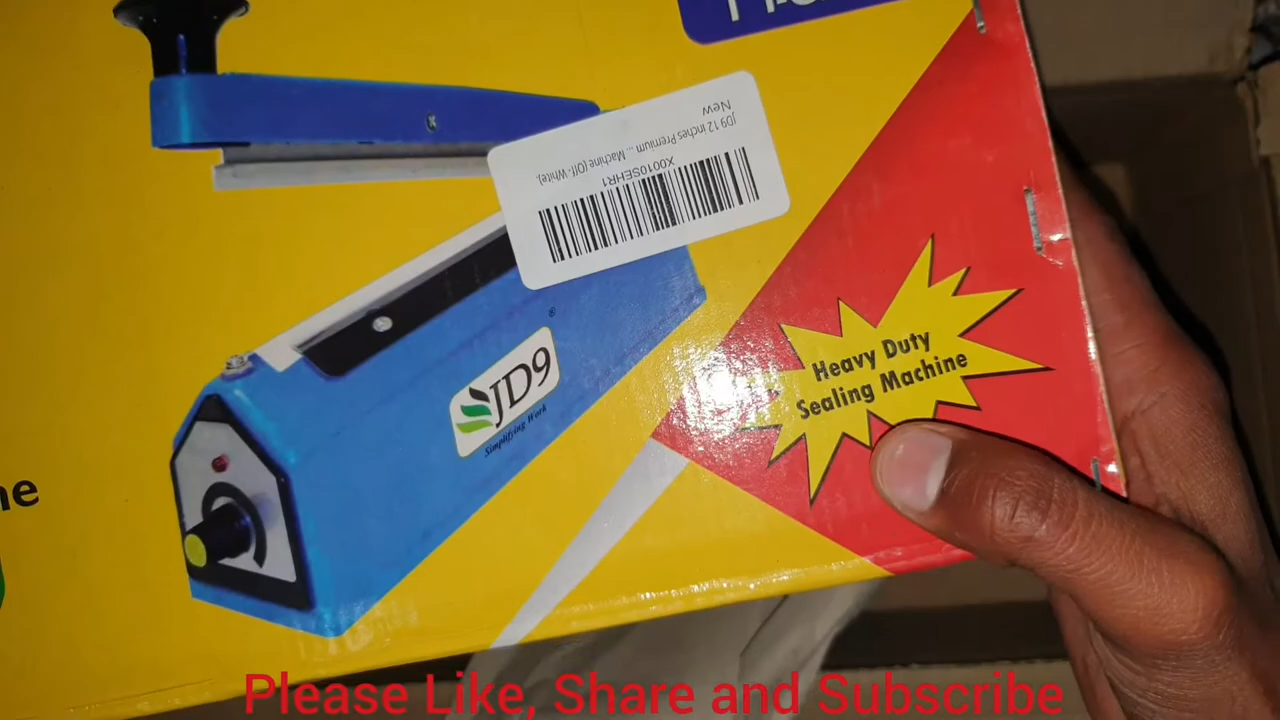 JD9 12 inches Premium ... Machine (Off-White),
New
X0010SEHR1
®
JD9
Simplifying Work
Heavy Duty
Sealing Machine
Please Like, Share and Subscribe